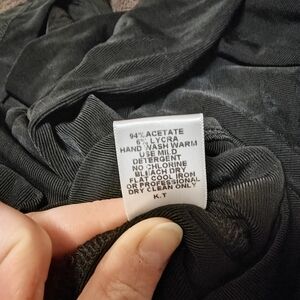 94% ACETATE
6% LYCRA
HAND WASH WARM
USE MILD
DETERGENT
NO CHLORINE
BLEACH DRY
FLAT COOL IRON
OR PROFESSIONAL
DRY CLEAN ONLY
K.T